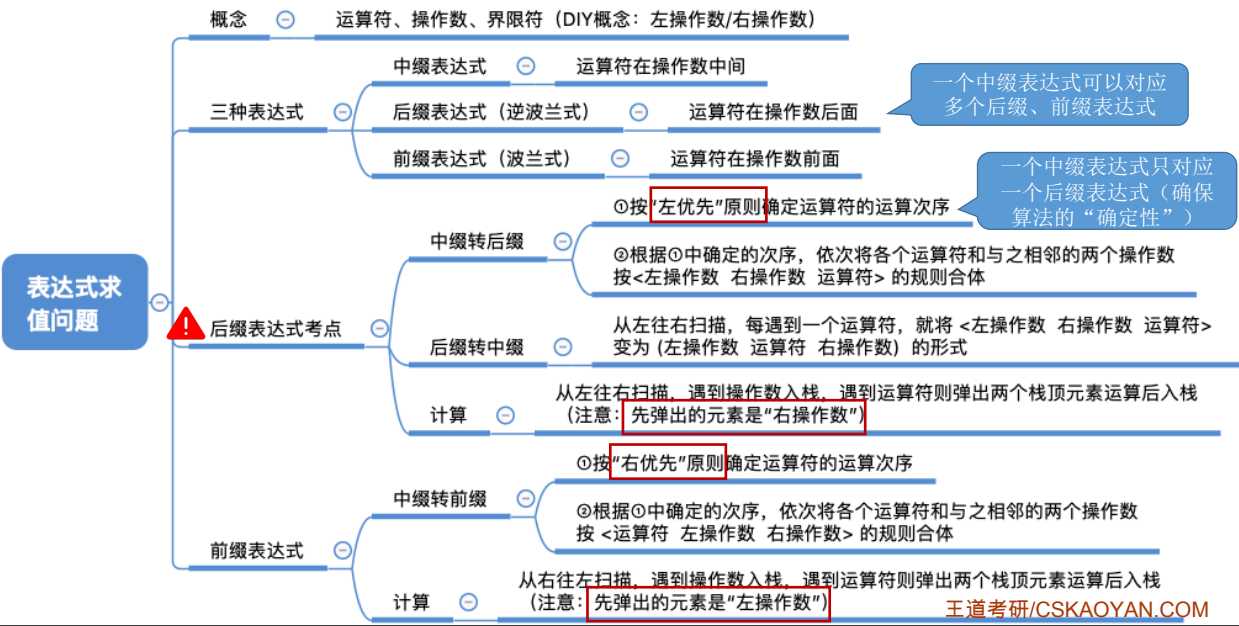 概念
运算符、操作数、界限符（DIY概念：左操作数/右操作数）
三种表达式
中缀表达式
运算符在操作数中间
后缀表达式（逆波兰式）
运算符在操作数后面
前缀表达式（波兰式）
运算符在操作数前面
一个中缀表达式可以对应
多个后缀、前缀表达式
表达式求
值问题
后缀表达式考点
中缀转后缀
①按“左优先”原则确定运算符的运算次序
一个中缀表达式只对应
一个后缀表达式（确保
算法的“确定性”）
②根据①中确定的次序，依次将各个运算符和与之相邻的两个操作数
按<左操作数 右操作数 运算符> 的规则合体
后缀转中缀
从左往右扫描，每遇到一个运算符，就将 <左操作数 右操作数 运算符>
变为 (左操作数 运算符 右操作数) 的形式
计算
从左往右扫描，遇到操作数入栈，遇到运算符则弹出两个栈顶元素运算后入栈
（注意：先弹出的元素是“右操作数”）
前缀表达式
中缀转前缀
①按“右优先”原则确定运算符的运算次序
②根据①中确定的次序，依次将各个运算符和与之相邻的两个操作数
按 <运算符 左操作数 右操作数> 的规则合体
计算
从右往左扫描，遇到操作数入栈，遇到运算符则弹出两个栈顶元素运算后入栈
（注意：先弹出的元素是“左操作数”）
王道考研/CSKAOYAN.COM